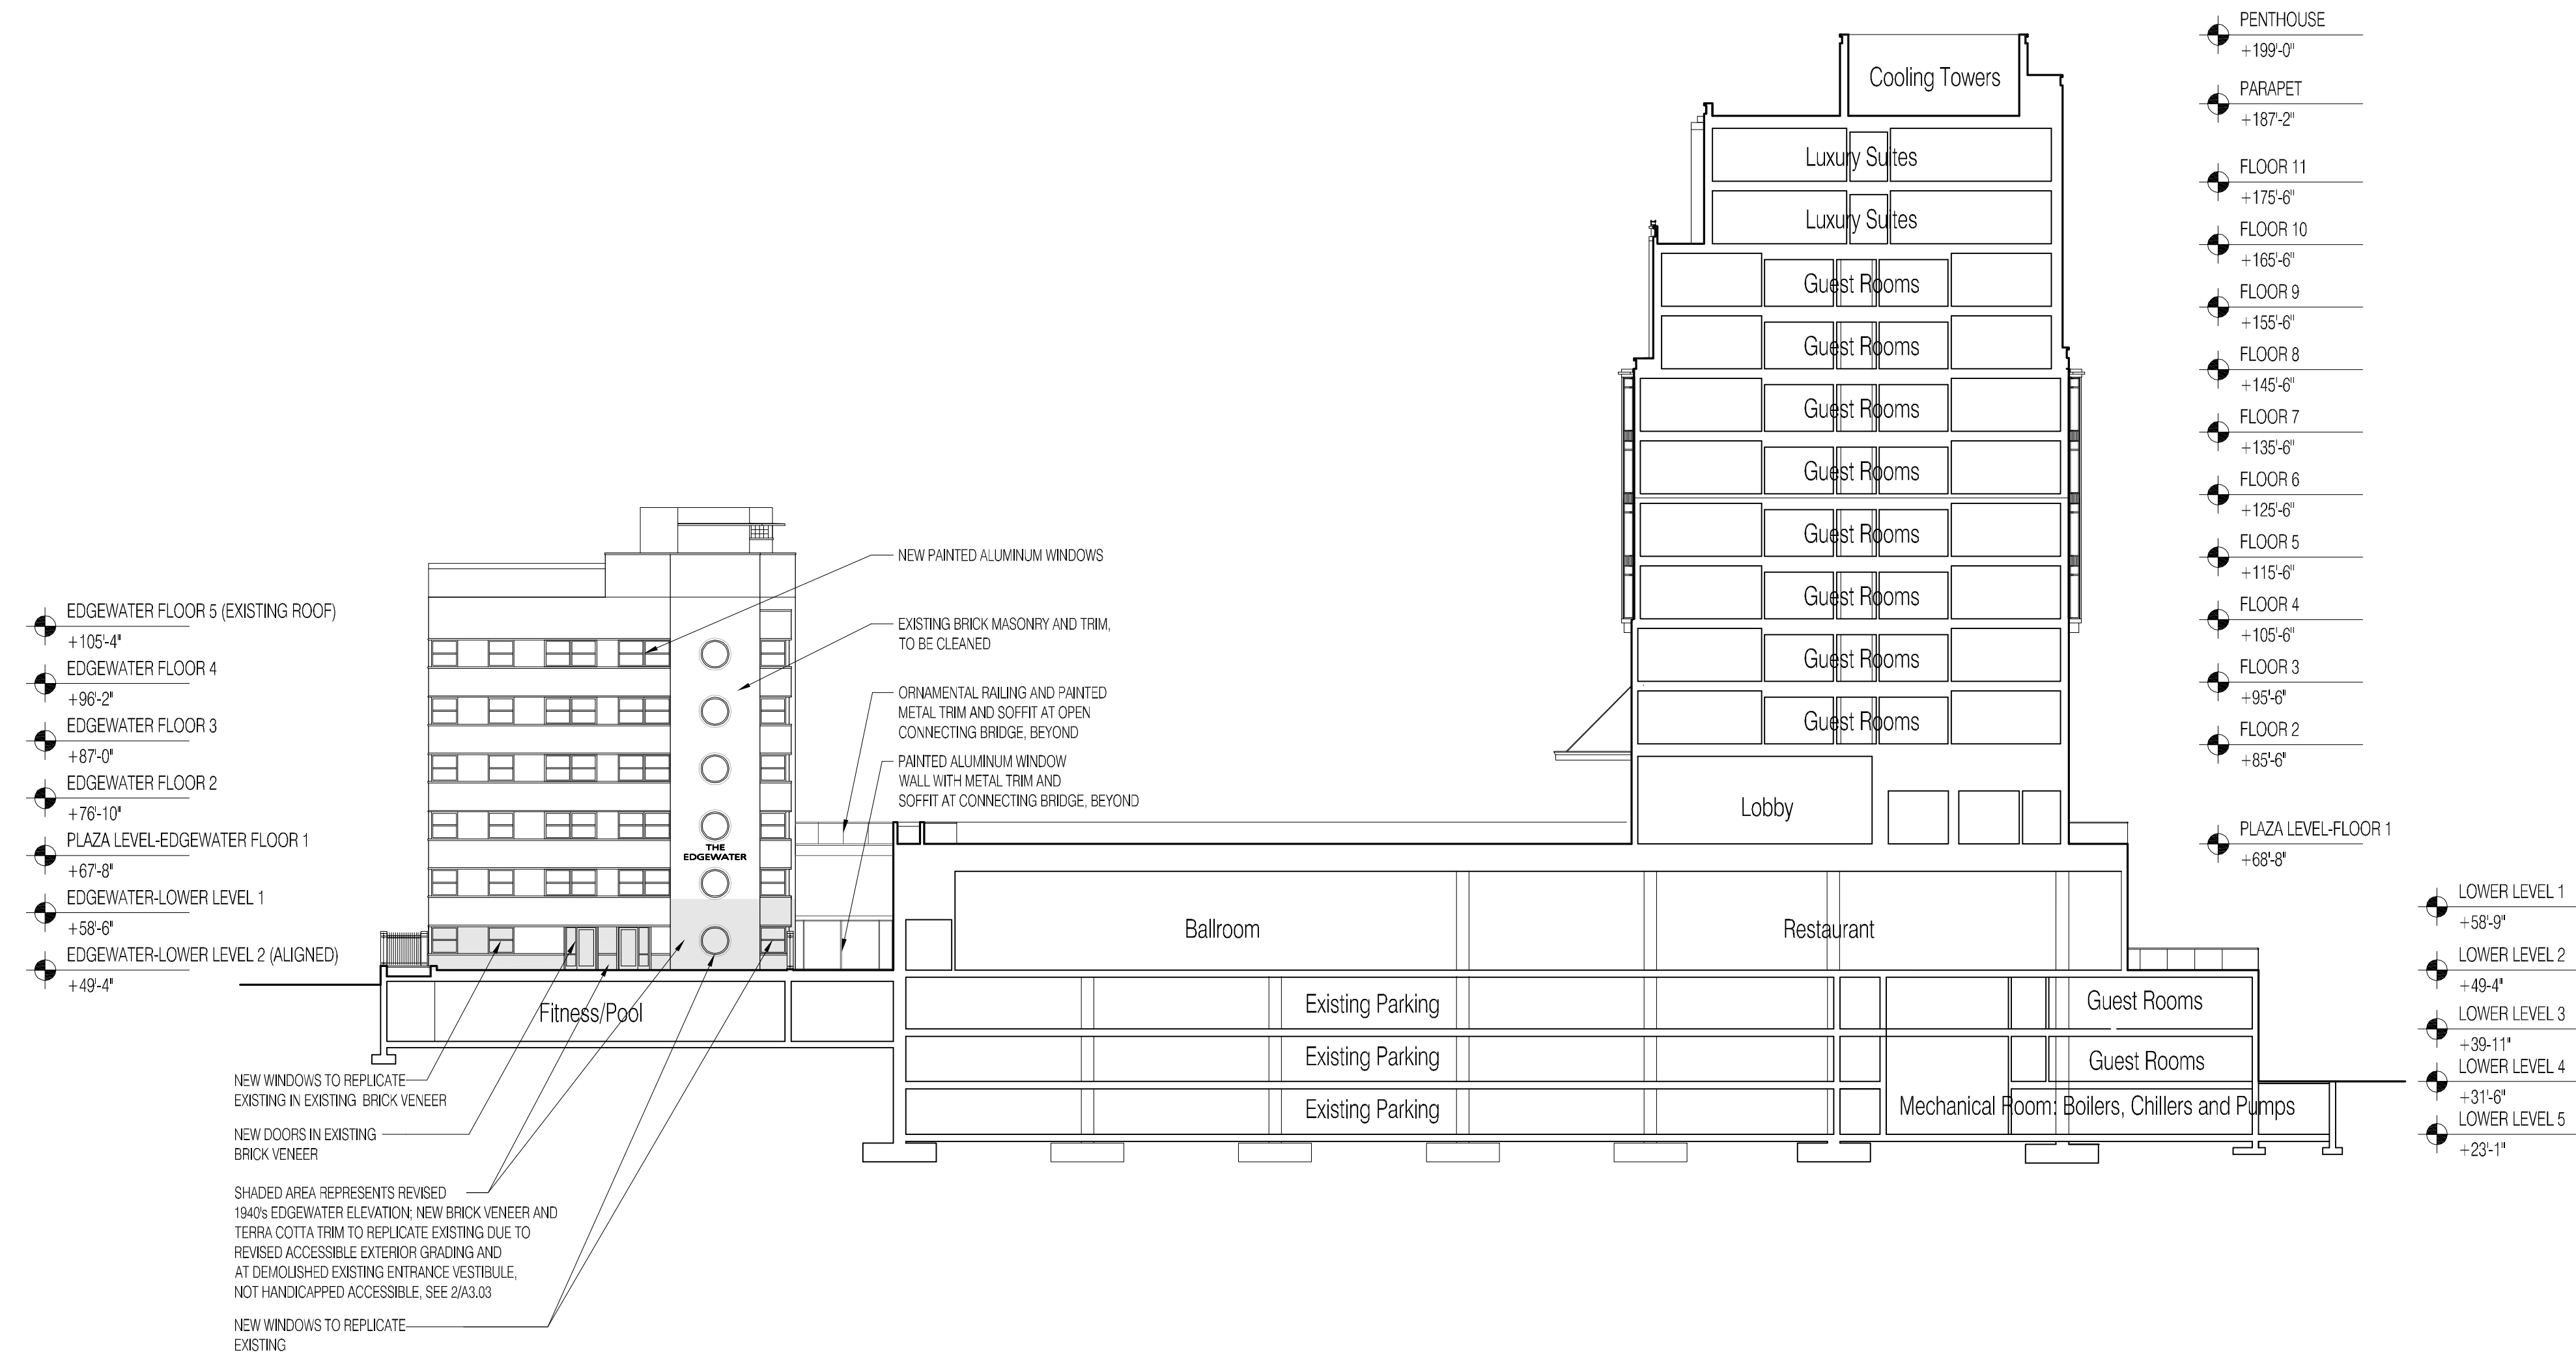 PENTHOUSE
+199'-0"
PARAPET
+187'-2"
FLOOR 11
+175'-6"
FLOOR 10
+165'-6"
FLOOR 9
+155'-6"
FLOOR 8
+145'-6"
FLOOR 7
+135'-6"
FLOOR 6
+125'-6"
FLOOR 5
+115'-6"
FLOOR 4
+105'-6"
FLOOR 3
+95'-6"
FLOOR 2
+85'-6"
PLAZA LEVEL-FLOOR 1
+68'-8"
LOWER LEVEL 1
+58'-9"
LOWER LEVEL 2
+49-4"
LOWER LEVEL 3
+39-11"
LOWER LEVEL 4
+31'-6"
LOWER LEVEL 5
+23'-1"
Cooling Towers
Luxury Suites
Luxury Suites
Guest Rooms
Guest Rooms
Guest Rooms
Guest Rooms
Guest Rooms
Guest Rooms
Guest Rooms
Guest Rooms
Lobby
Ballroom
Restaurant
Existing Parking
Guest Rooms
Existing Parking
Guest Rooms
Existing Parking
Mechanical Room: Boilers, Chillers and Pumps
Fitness/Pool
THE
EDGEWATER
EDGEWATER FLOOR 5 (EXISTING ROOF)
+105'-4"
EDGEWATER FLOOR 4
+96'-2"
EDGEWATER FLOOR 3
+87'-0"
EDGEWATER FLOOR 2
+76'-10"
PLAZA LEVEL-EDGEWATER FLOOR 1
+67'-8"
EDGEWATER-LOWER LEVEL 1
+58'-6"
EDGEWATER-LOWER LEVEL 2 (ALIGNED)
+49'-4"
NEW PAINTED ALUMINUM WINDOWS
EXISTING BRICK MASONRY AND TRIM,
TO BE CLEANED
ORNAMENTAL RAILING AND PAINTED
METAL TRIM AND SOFFIT AT OPEN
CONNECTING BRIDGE, BEYOND
PAINTED ALUMINUM WINDOW
WALL WITH METAL TRIM AND
SOFFIT AT CONNECTING BRIDGE, BEYOND
NEW WINDOWS TO REPLICATE
EXISTING IN EXISTING BRICK VENEER
NEW DOORS IN EXISTING
BRICK VENEER
SHADED AREA REPRESENTS REVISED
1940's EDGEWATER ELEVATION; NEW BRICK VENEER AND
TERRA COTTA TRIM TO REPLICATE EXISTING DUE TO
REVISED ACCESSIBLE EXTERIOR GRADING AND
AT DEMOLISHED EXISTING ENTRANCE VESTIBULE,
NOT HANDICAPPED ACCESSIBLE, SEE 2/A3.03
NEW WINDOWS TO REPLICATE
EXISTING